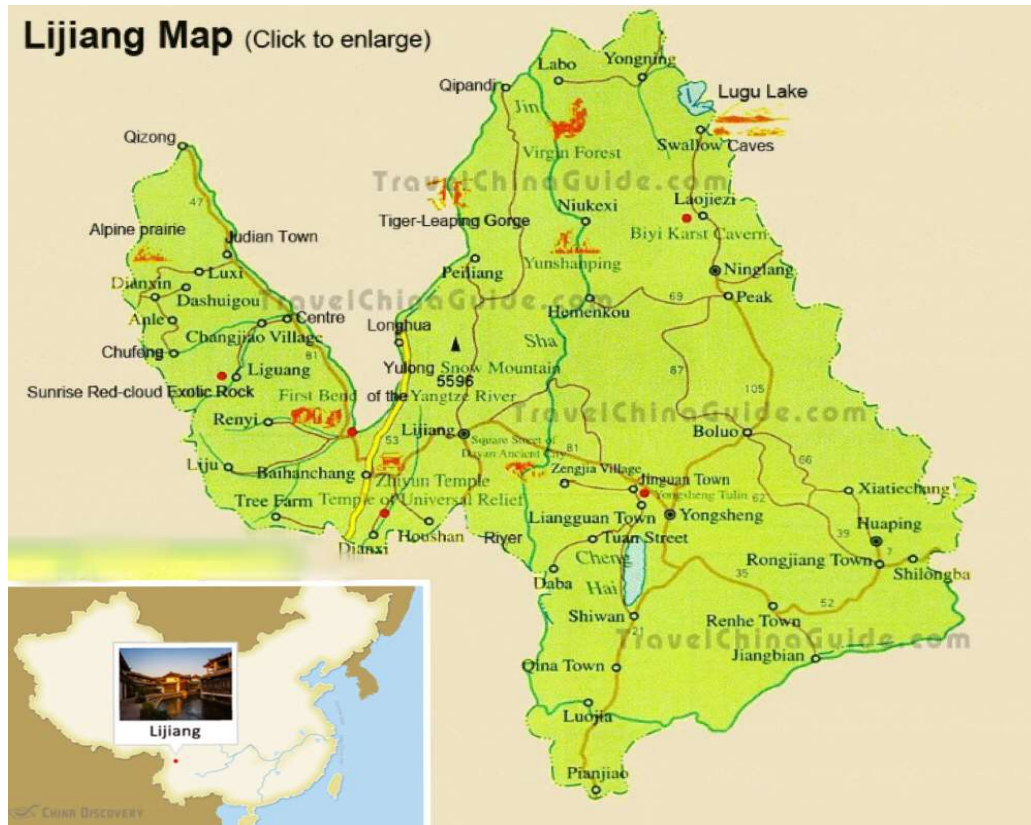 Lijiang Map (Click to enlarge)
Labo
Yongning
Qipandi
Lugu Lake
Jin
Swallow Caves
Qizong
Virgin Forest
TravelChinaGuide.com
47
Niukexi
Laojiezi
Tiger-Leaping Gorge
Alpine prairie
Judian Town
Biyi Karst Cavern
Yunshanping
Luxi
Peiliang
Ninglang
Dianxin
Dashuigou
TravelChinaGuide.com
Hemenkou
69
Peak
Anle
Centre
Changjiao Village
Longhua
Chufeng
81
Sha
Liguang
Yulong Snow Mountain
5596
87
105
Sunrise Red-cloud Exotic Rock
First Bend of the Yangtze River
TravelChinaGuide.com
Renyi
Lijiang
Boluo
53
Square Street of
Dayan Ancient City
81
Liju
Baihanchang
Zhiyun Temple
Zengjia Village
Jinguan Town
66
Tree Farm
Temple of Universal Relief
Yongsheng Tulin
62
Xiatiechang
Liangguan Town
Yongsheng
Huaping
Dianxi
Houshan
River
Tuan Street
39
7
Cheng
Hai
Rongjiang Town
Shilongba
Daba
35
Shiwan
21
Renhe Town
52
TravelChinaGuide.com
Qina Town
Jiangbian
Luojia
Pianjiao
Lijiang
CHINA DISCOVERY